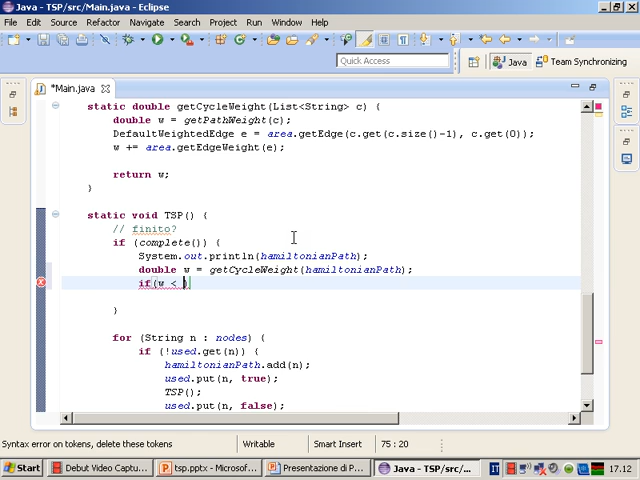 Java - TSP/src/Main.java - Eclipse
File Edit Source Refactor Navigate Search Project Run Window Help
Quick Access
Java
Team Synchronizing
*Main.java
static double getCycleWeight(List<String> c) {
double w = getPathWeight(c);
DefaultWeightedEdge e = area.getEdge(c.get(c.size()-1), c.get(0));
w += area.getEdgeWeight(e);
return w;
}
static void TSP() {
// finito?
if (complete()) {
System.out.println(hamiltonianPath);
double w = getCycleWeight(hamiltonianPath);
if(w < )
}
for (String n : nodes) {
if (!used.get(n)) {
hamiltonianPath.add(n);
used.put(n, true);
TSP();
used.put(n, false);
Syntax error on tokens, delete these tokens
Writable
Smart Insert
75 : 20
Start
Debut Video Captu...
tsp.pptx - Microsof...
Presentazione di P...
Java - TSP/src/...
IT
17.12